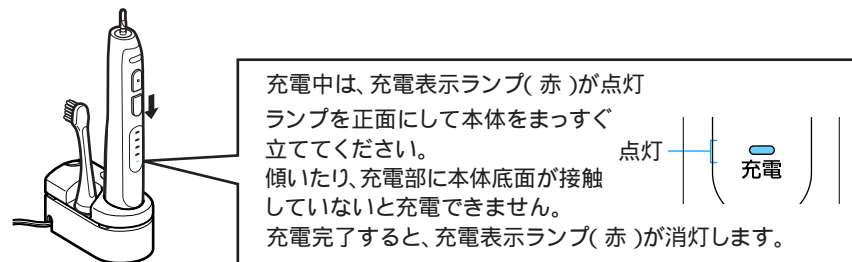 充電中は、充電表示ランプ( 赤 )が点灯
ランプを正面にして本体をまっすぐ
立ててください。
傾いたり、充電部に本体底面が接触
していないと充電できません。
充電完了すると、充電表示ランプ( 赤 )が消灯します。
点灯
充電